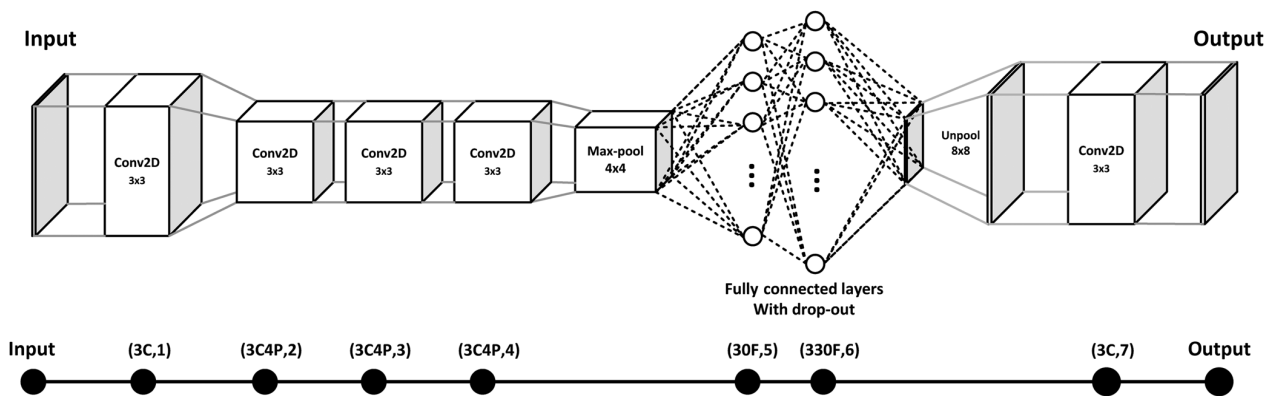 Input
Output
Conv2D
3x3
Conv2D
3x3
Conv2D
3x3
Conv2D
3x3
Max-pool
4x4
Unpool
8x8
Conv2D
3x3
Fully connected layers
With drop-out
Input
(3C,1)
(3C4P,2)
(3C4P,3)
(3C4P,4)
(30F,5)
(330F,6)
(3C,7)
Output